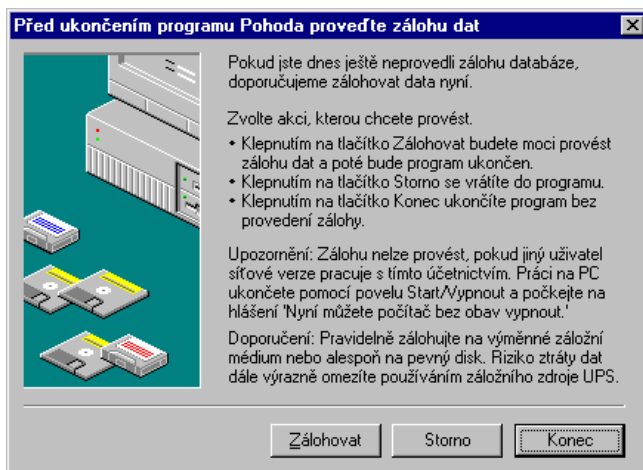 Před ukončením programu Pohoda proveďte zálohu dat
Pokud jste dnes ještě neprovedli zálohu databáze,
doporučujeme zálohovat data nyní.
Zvolte akci, kterou chcete provést.
• Klepnutím na tlačítko Zálohovat budete moci provést
zálohu dat a poté bude program ukončen.
• Klepnutím na tlačítko Storno se vrátíte do programu.
• Klepnutím na tlačítko Konec ukončíte program bez
provedení zálohy.
Upozornění: Zálohu nelze provést, pokud jiný uživatel
síťové verze pracuje s tímto účetnictvím. Práci na PC
ukončete pomocí povelu Start/Vypnout a počkejte na
hlášení 'Nyní můžete počítač bez obav vypnout.'
Doporučení: Pravidelně zálohujte na výměnné záložní
médium nebo alespoň na pevný disk. Riziko ztráty dat
dále výrazně omezíte používáním záložního zdroje UPS.
Zálohovat
Storno
Konec